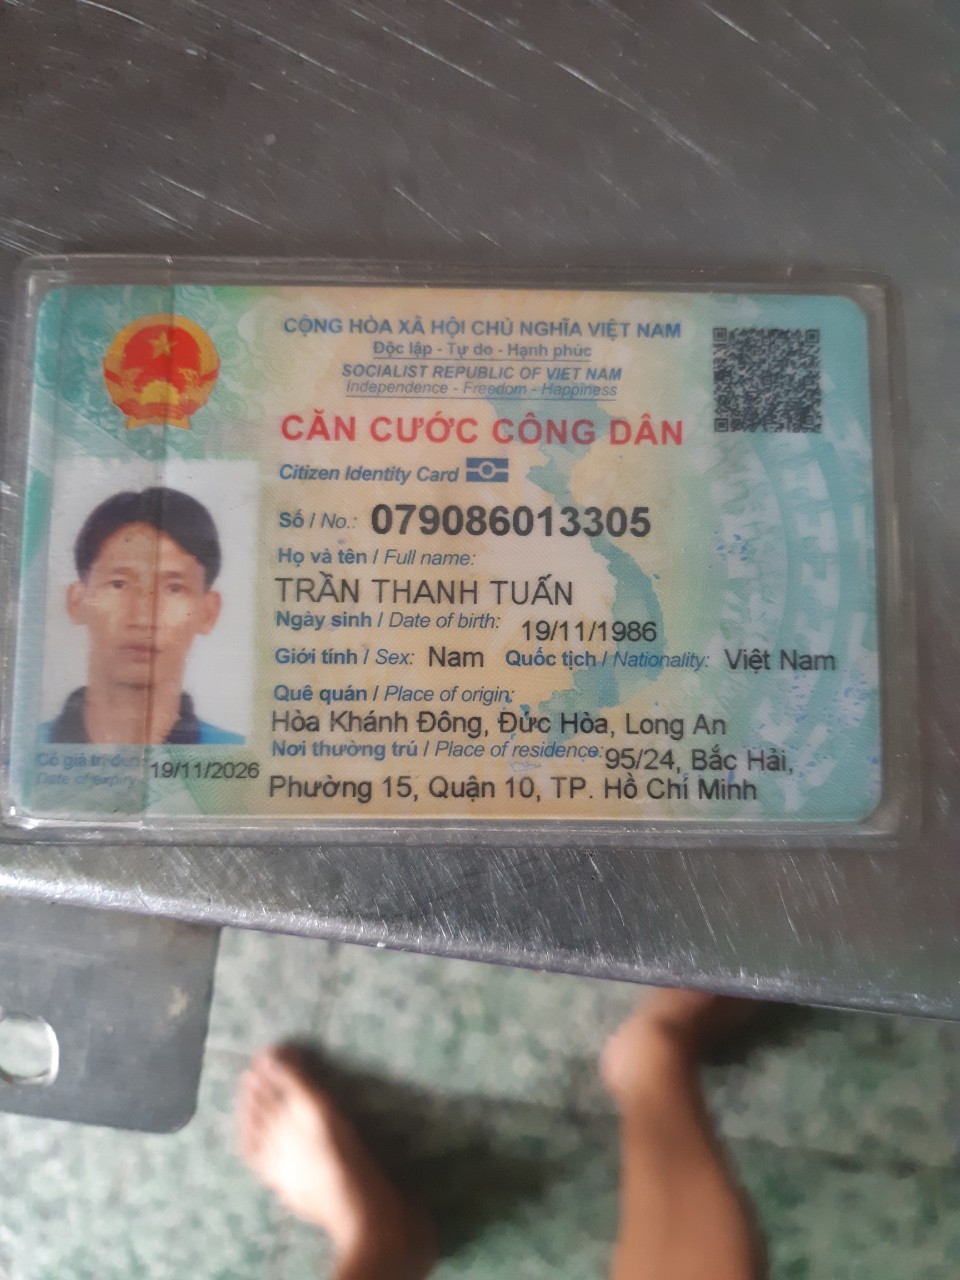 CỘNG HÒA XÃ HỘI CHỦ NGHĨA VIỆT NAM
Độc lập - Tự do - Hạnh phúc
SOCIALIST REPUBLIC OF VIET NAM
Independence - Freedom - Happiness
CĂN CƯỚC CÔNG DÂN
Citizen Identity Card
Số / No.: 079086013305
Họ và tên / Full name:
TRẦN THANH TUẤN
Ngày sinh / Date of birth: 19/11/1986
Giới tính / Sex: Nam Quốc tịch / Nationality: Việt Nam
Quê quán / Place of origin:
Hòa Khánh Đông, Đức Hòa, Long An
Nơi thường trú / Place of residence: 95/24, Bắc Hải,
Phường 15, Quận 10, TP. Hồ Chí Minh
Có giá trị đến:
Date of expiry: 19/11/2026